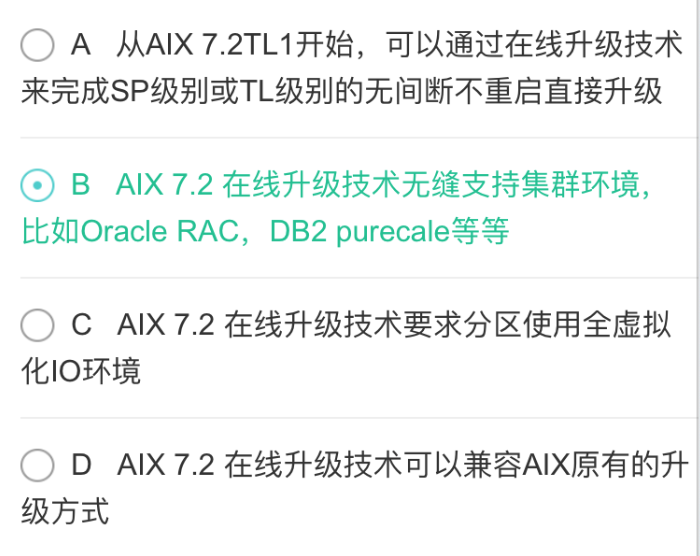 A 从AIX 7.2TL1开始，可以通过在线升级技术
来完成SP级别或TL级别的无间断不重启直接升级
B AIX 7.2 在线升级技术无缝支持集群环境，
比如Oracle RAC，DB2 purecale等等
C AIX 7.2 在线升级技术要求分区使用全虚拟
化IO环境
D AIX 7.2 在线升级技术可以兼容AIX原有的升
级方式